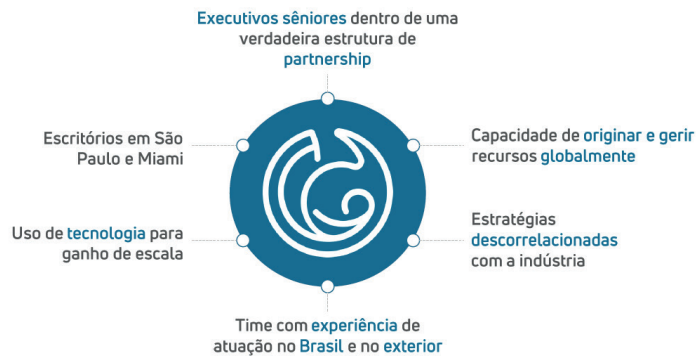 Executivos sêniores dentro de uma
verdadeira estrutura de
partnership
Escritórios em São
Paulo e Miami
Capacidade de originar e gerir
recursos globalmente
Uso de tecnologia para
ganho de escala
Estratégias
descorrelacionadas
com a indústria
Time com experiência de
atuação no Brasil e no exterior